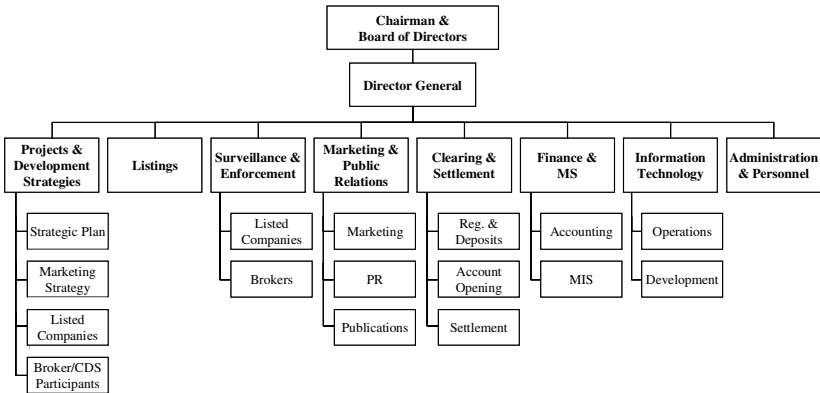 Chairman &
Board of Directors
Director General
Projects &
Development
Strategies
Listings
Surveillance &
Enforcement
Marketing &
Public
Relations
Clearing &
Settlement
Finance &
MS
Information
Technology
Administration
& Personnel
Strategic Plan
Marketing
Strategy
Listed
Companies
Broker/CDS
Participants
Listed
Companies
Brokers
Marketing
PR
Publications
Reg. &
Deposits
Account
Opening
Settlement
Accounting
MIS
Operations
Development